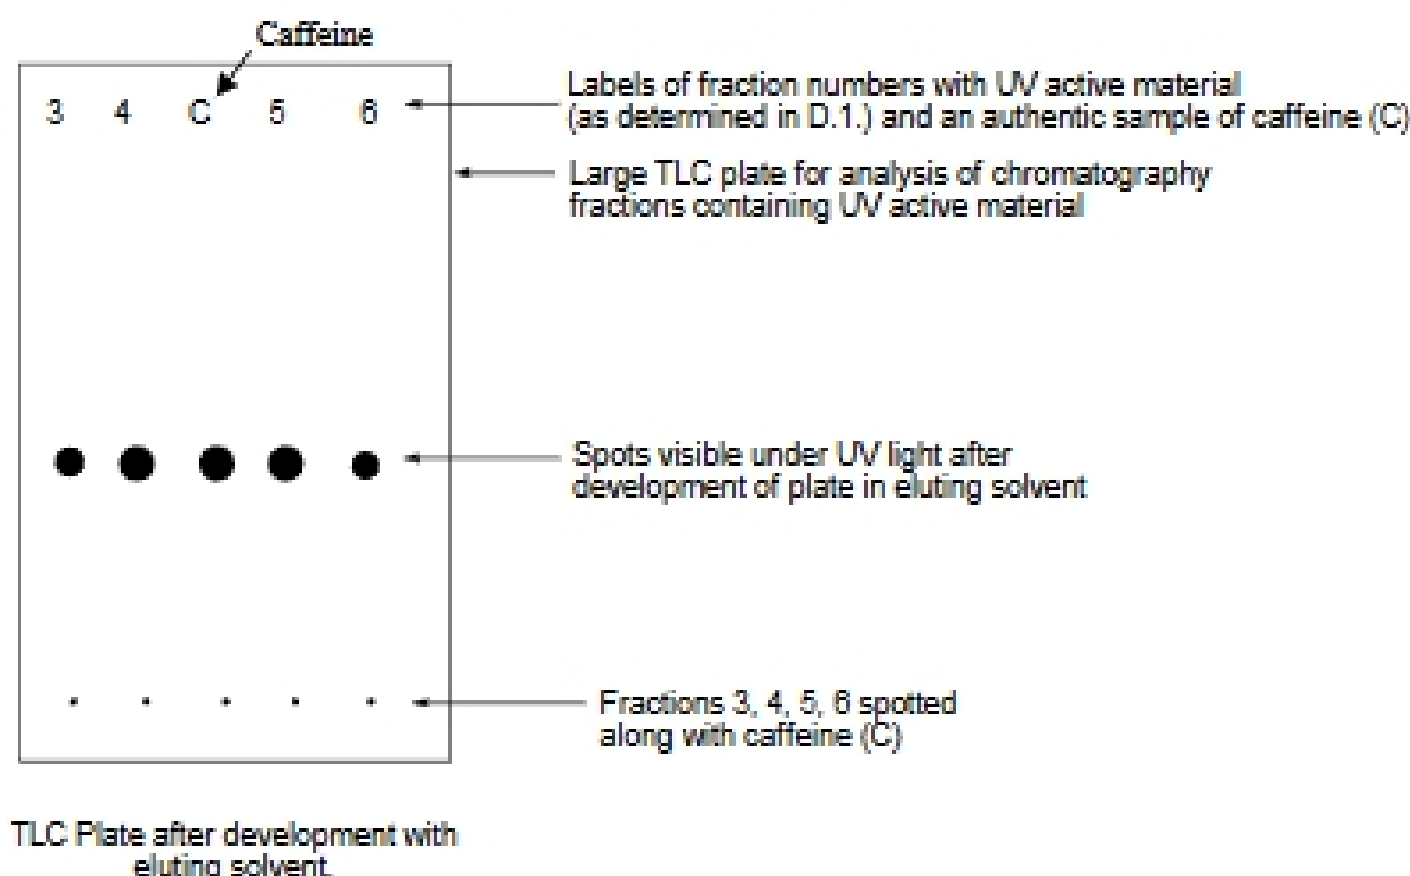 Caffeine
3 4 C 5 6
Labels of fraction numbers with UV active material
(as determined in D.1.) and an authentic sample of caffeine (C)
Large TLC plate for analysis of chromatography
fractions containing UV active material
Spots visible under UV light after
development of plate in eluting solvent
Fractions 3, 4, 5, 6 spotted
along with caffeine (C)
TLC Plate after development with
eluting solvent.